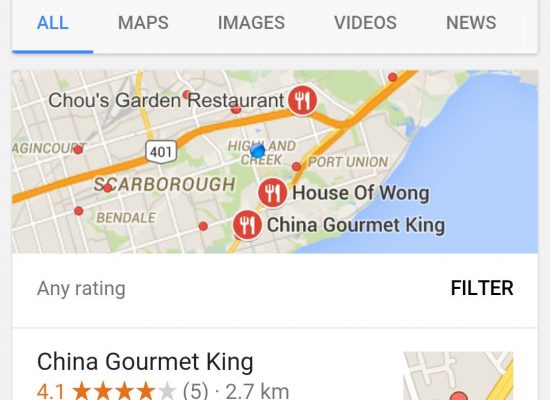 ALL MAPS IMAGES VIDEOS NEWS
Chou's Garden Restaurant
401
AGINCOURT
HIGHLAND
CREEK
PORT UNION
SCARBOROUGH
House Of Wong
BENDALE
China Gourmet King
Any rating FILTER
China Gourmet King
4.1 ★★★★☆ (5) · 2.7 km